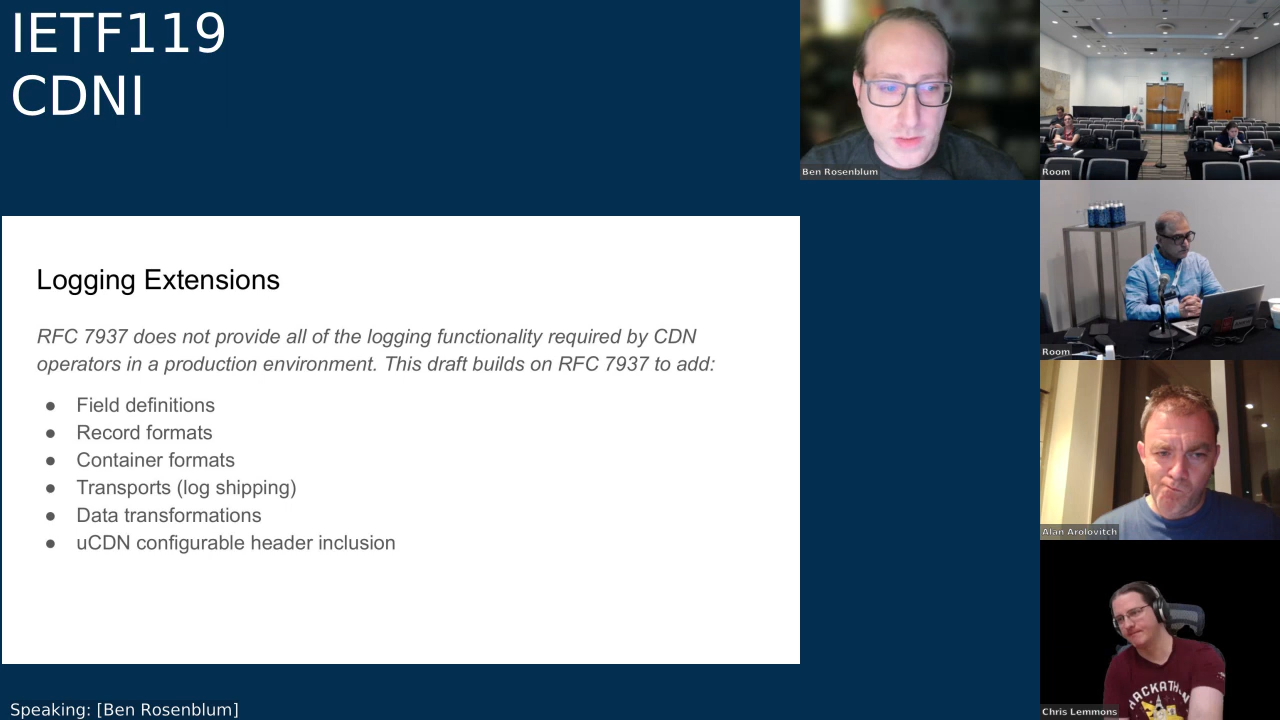 IETF119
CDNI
Ben Rosenblum
Room
Logging Extensions
RFC 7937 does not provide all of the logging functionality required by CDN
operators in a production environment. This draft builds on RFC 7937 to add:
● Field definitions
● Record formats
● Container formats
● Transports (log shipping)
● Data transformations
● uCDN configurable header inclusion
Room
Alan Arolovitch
HACKATH
Chris Lemmons
Speaking: [Ben Rosenblum]